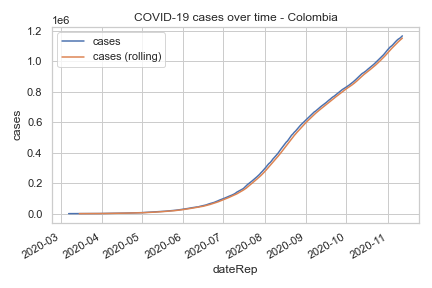 COVID-19 cases over time - Colombia
1e6
1.2
1.0
0.8
0.6
0.4
0.2
0.0
cases
cases
cases (rolling)
2020-03
2020-04
2020-05
2020-06
2020-07
2020-08
2020-09
2020-10
2020-11
dateRep